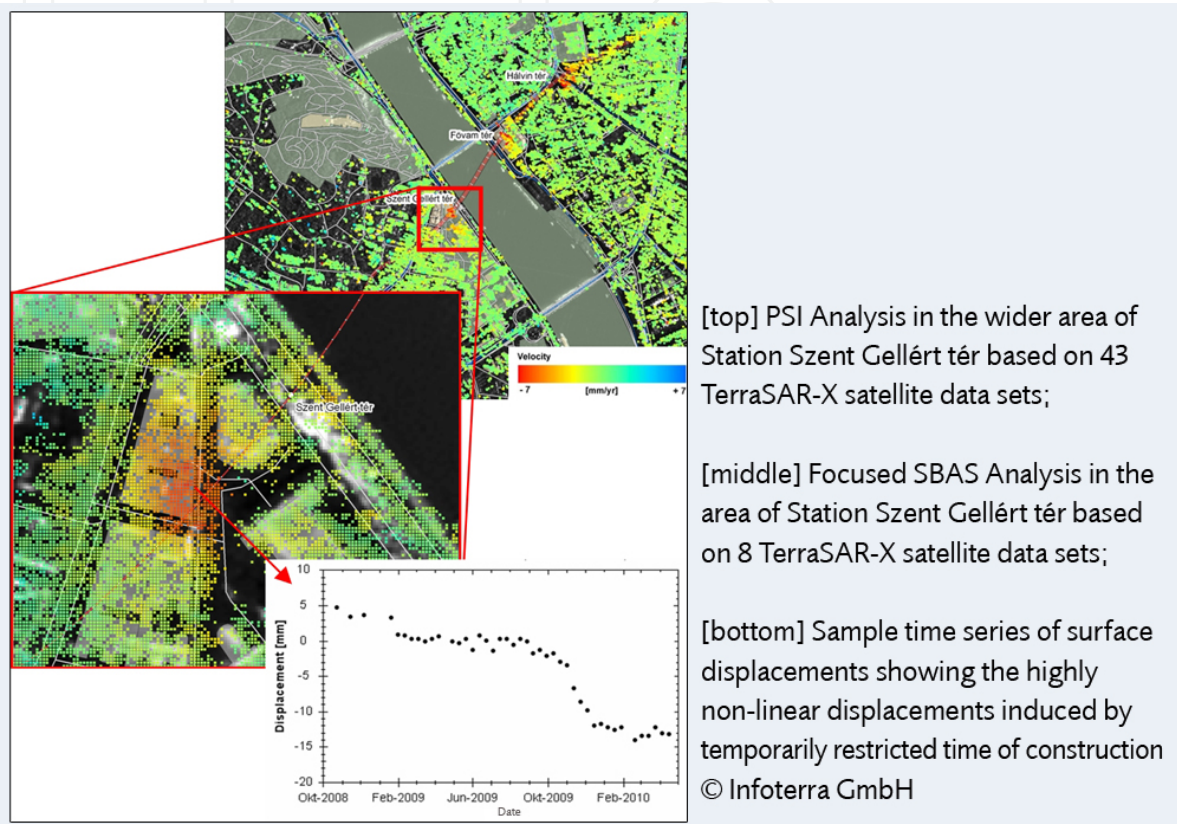 Hálvin tér
Fővam tér
Szent Gellért tér
Velocity
- 7 [mm/yr] + 7
Szent Gellért tér
10
5
0
-5
-10
-15
-20
Displacement [mm]
Okt-2008 Feb-2009 Jun-2009 Okt-2009 Feb-2010
Date
[top] PSI Analysis in the wider area of
Station Szent Gellért tér based on 43
TerraSAR-X satellite data sets;
[middle] Focused SBAS Analysis in the
area of Station Szent Gellért tér based
on 8 TerraSAR-X satellite data sets;
[bottom] Sample time series of surface
displacements showing the highly
non-linear displacements induced by
temporarily restricted time of construction
© Infoterra GmbH